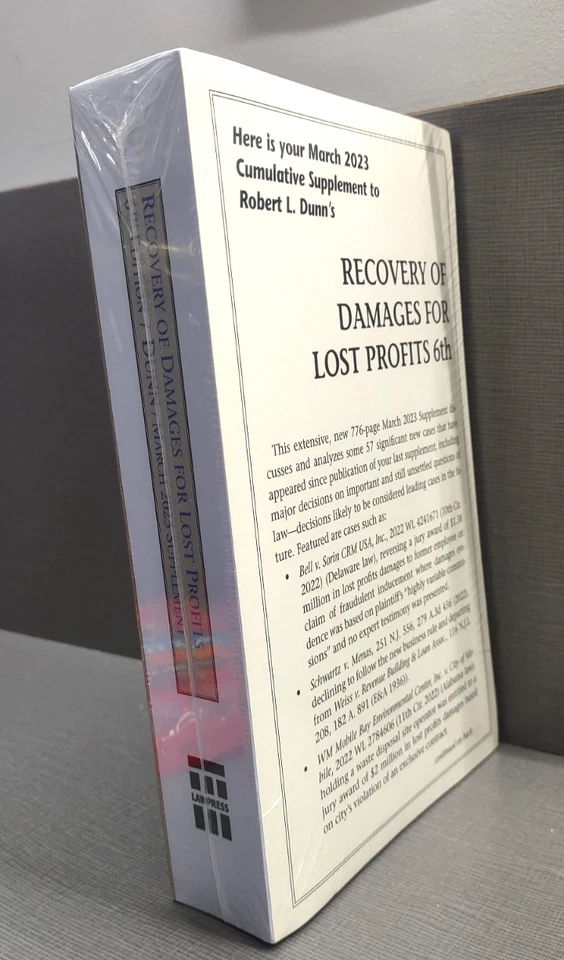 Here is your March 2023
Cumulative Supplement to
Robert L. Dunn's
RECOVERY OF
DAMAGES FOR
LOST PROFITS 6th
This extensive, new 776-page March 2023 Supplement dis-
cusses and analyzes some 57 significant new cases that have
appeared since publication of your last supplement, including
major decisions on important and still unsettled questions of
law—decisions likely to be considered leading cases in the fu-
ture. Featured are cases such as:
• Bell v. Sorin CRM USA, Inc., 2022 WL 4241671 (10th Cir.
2022) (Delaware law), reversing a jury award of $1.35
million in lost profits damages to former employee on
claim of fraudulent inducement where damages evi-
dence was based on plaintiff's "highly variable commis-
sions" and no expert testimony was presented.
• Schwartz v. Menas, 251 N.J. 556, 279 A.3d 436 (2022),
declining to follow the new business rule and departing
from Weiss v. Revenue Building & Loan Assoc., 116 N.J.L.
208, 182 A. 891 (E&A 1936)).
• WM Mobile Bay Environmental Center, Inc. v. City of Mo-
bile, 2022 WL 2784606 (11th Cir. 2022) (Alabama law),
holding a waste disposal site operator was entitled to a
jury award of $2 million in lost profits damages based
on city's violation of an exclusive contract.
continued on back
RECOVERY OF DAMAGES FOR LOST PROFITS
6TH EDITION / DUNN / MARCH 2023 SUPPLEMENT
LAWPRESS